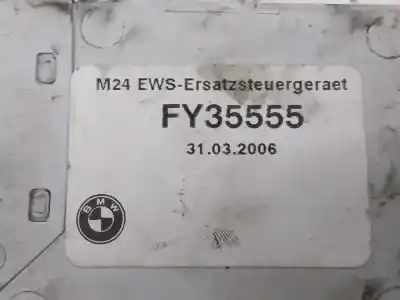 M24 EWS-Ersatzsteuergeraet
FY35555
31.03.2006
BMW